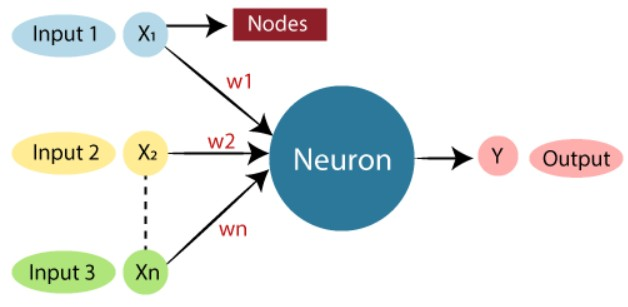 Input 1
X₁
Nodes
w1
Input 2
X₂
w2
Neuron
Y
Output
wn
Input 3
Xn